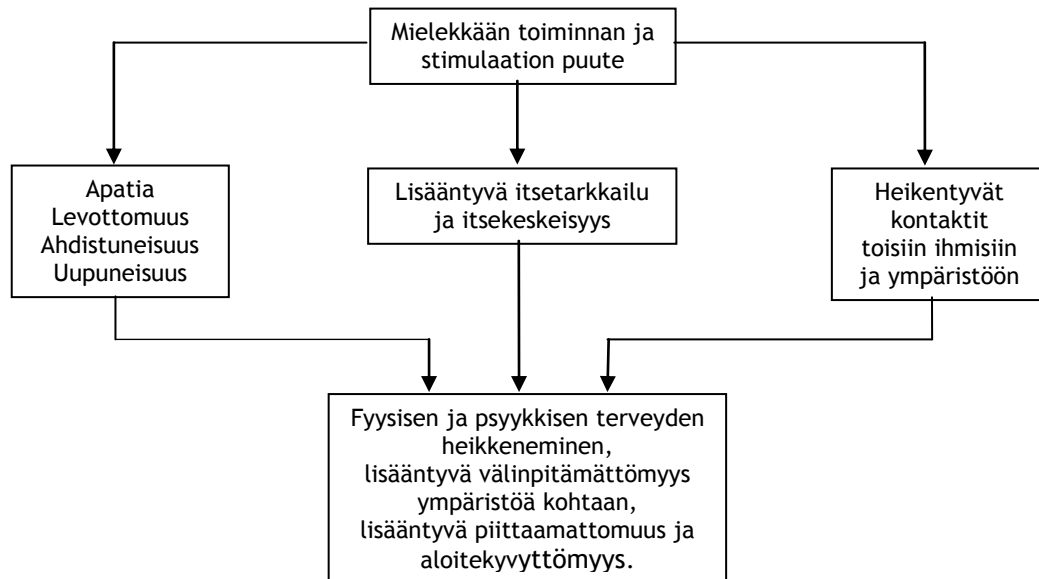 Mielekkään toiminnan ja
stimulaation puute
Apatia
Levottomuus
Ahdistuneisuus
Uupuneisuus
Lisääntyvä itsetarkkailu
ja itsekeskeisyys
Heikentyvät
kontaktit
toisiin ihmisiin
ja ympäristöön
Fyysisen ja psyykkisen terveyden
heikkeneminen,
lisääntyvä välinpitämättömyys
ympäristöä kohtaan,
lisääntyvä piittaamattomuus ja
aloitekyvyttömyys.